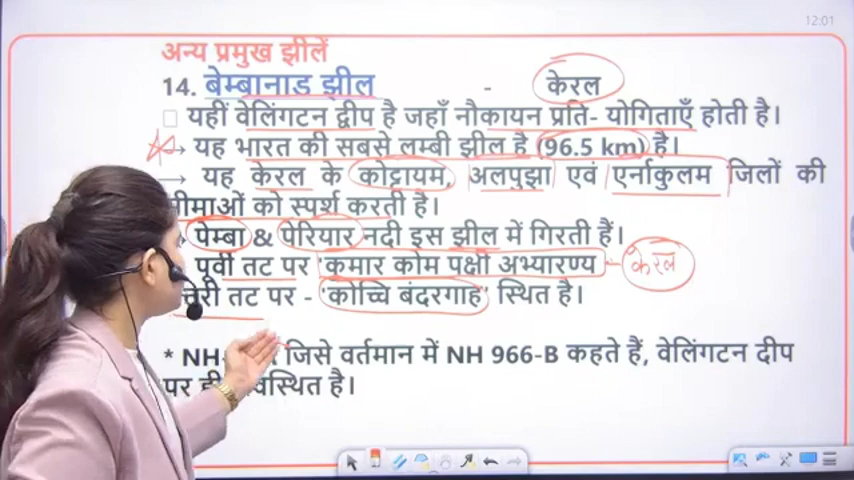 12:01
अन्य प्रमुख झीलें
14. बेम्बानाड झील - केरल
□ यहीं वेलिंगटन द्वीप है जहाँ नौकायन प्रति- योगिताएँ होती है।
→ यह भारत की सबसे लम्बी झील है (96.5 km) है।
→ यह केरल के कोट्टायम, अलपुझा एवं एर्नाकुलम जिलों की
सीमाओं को स्पर्श करती है।
पेम्बा & पेरियार नदी इस झील में गिरती हैं।
पूर्वी तट पर 'कुमार कोम पक्षी अभ्यारण्य - केरल
तट पर - 'कोच्चि बंदरगाह' स्थित है।
* NH- जिसे वर्तमान में NH 966-B कहते हैं, वेलिंगटन दीप
पर ही है।